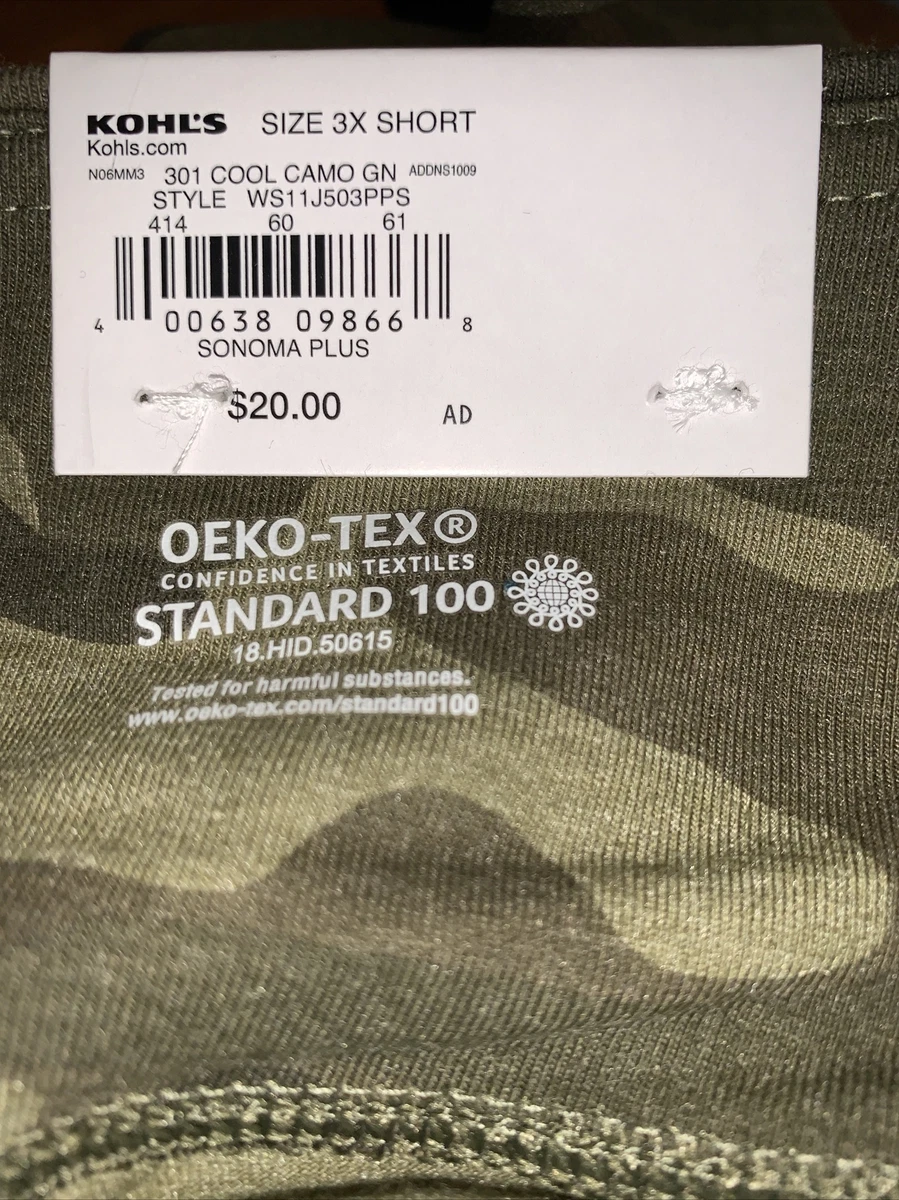 KOHL'S SIZE 3X SHORT
Kohls.com
N06MM3 301 COOL CAMO GN ADDNS1009
STYLE WS11J503PPS
414 60 61
4 00638 09866 8
SONOMA PLUS
$20.00 AD
OEKO-TEX®
CONFIDENCE IN TEXTILES
STANDARD 100
18.HID.50615
Tested for harmful substances.
www.oeko-tex.com/standard100